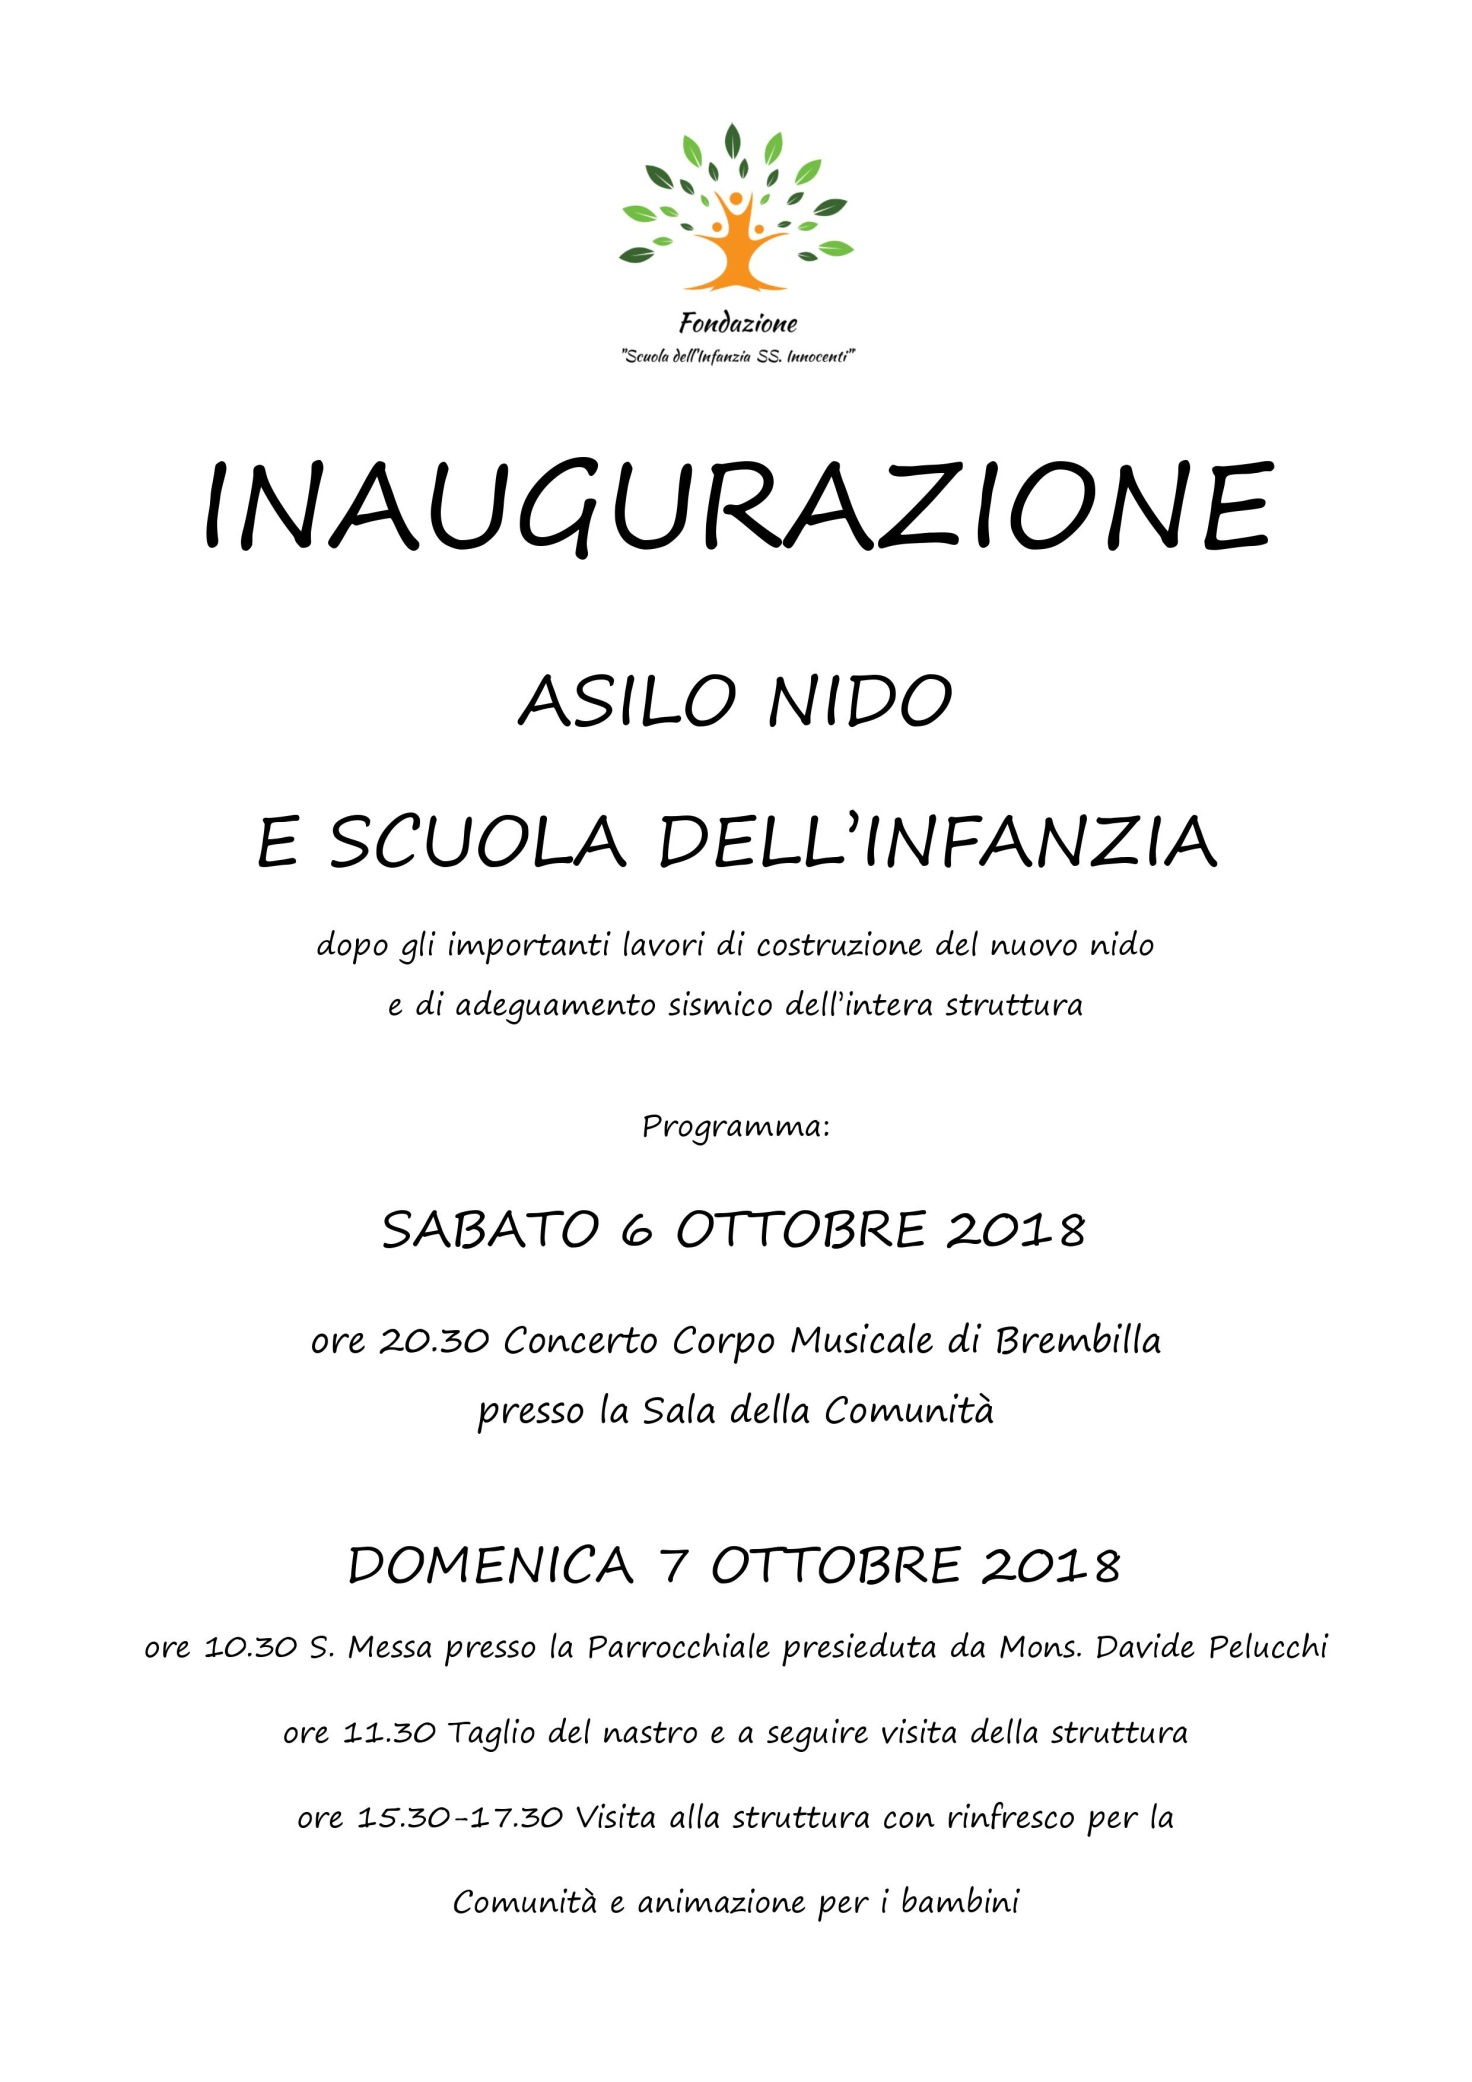 Fondazione
"Scuola dell'Infanzia SS. Innocenti"
INAUGURAZIONE
ASILO NIDO
E SCUOLA DELL’INFANZIA
dopo gli importanti lavori di costruzione del nuovo nido
e di adeguamento sismico dell’intera struttura
Programma:
SABATO 6 OTTOBRE 2018
ore 20.30 Concerto Corpo Musicale di Brembilla
presso la Sala della Comunità
DOMENICA 7 OTTOBRE 2018
ore 10.30 S. Messa presso la Parrocchiale presieduta da Mons. Davide Pelucchi
ore 11.30 Taglio del nastro e a seguire visita della struttura
ore 15.30-17.30 Visita alla struttura con rinfresco per la
Comunità e animazione per i bambini